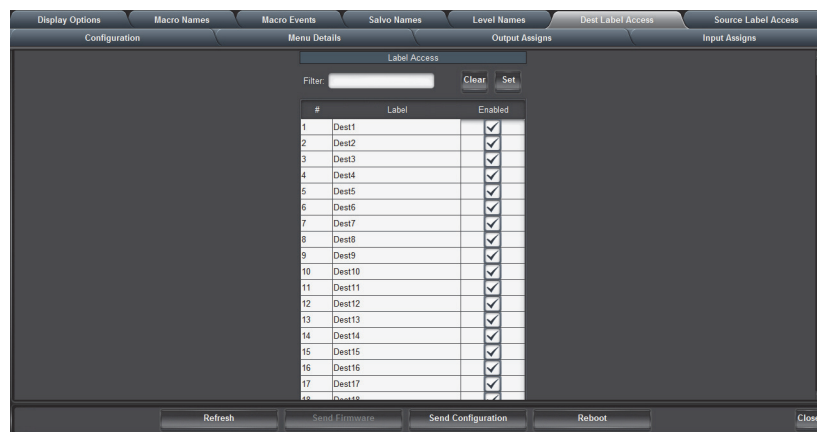 Display Options Macro Names Macro Events Salvo Names Level Names Dest Label Access Source Label Access
Configuration Menu Details Output Assigns Input Assigns
Label Access
Filter: Clear Set
# Label Enabled
1 Dest1
2 Dest2
3 Dest3
4 Dest4
5 Dest5
6 Dest6
7 Dest7
8 Dest8
9 Dest9
10 Dest10
11 Dest11
12 Dest12
13 Dest13
14 Dest14
15 Dest15
16 Dest16
17 Dest17
18 Dest18
Refresh Send Firmware Send Configuration Reboot Close